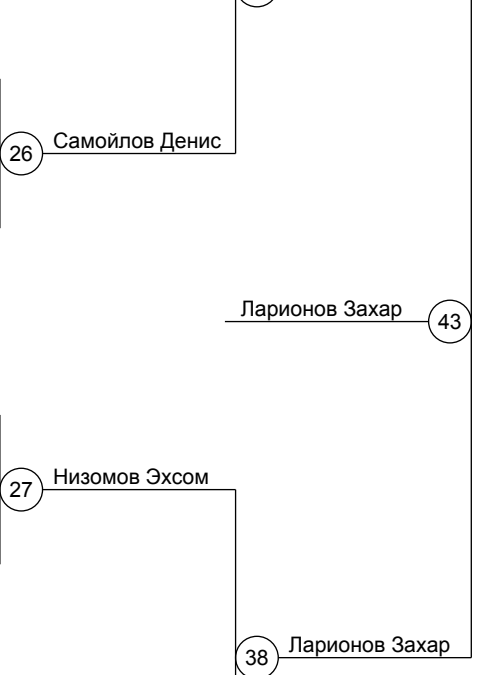 Самойлов Денис
26
Ларионов Захар
43
Низомов Эхсом
27
Ларионов Захар
38